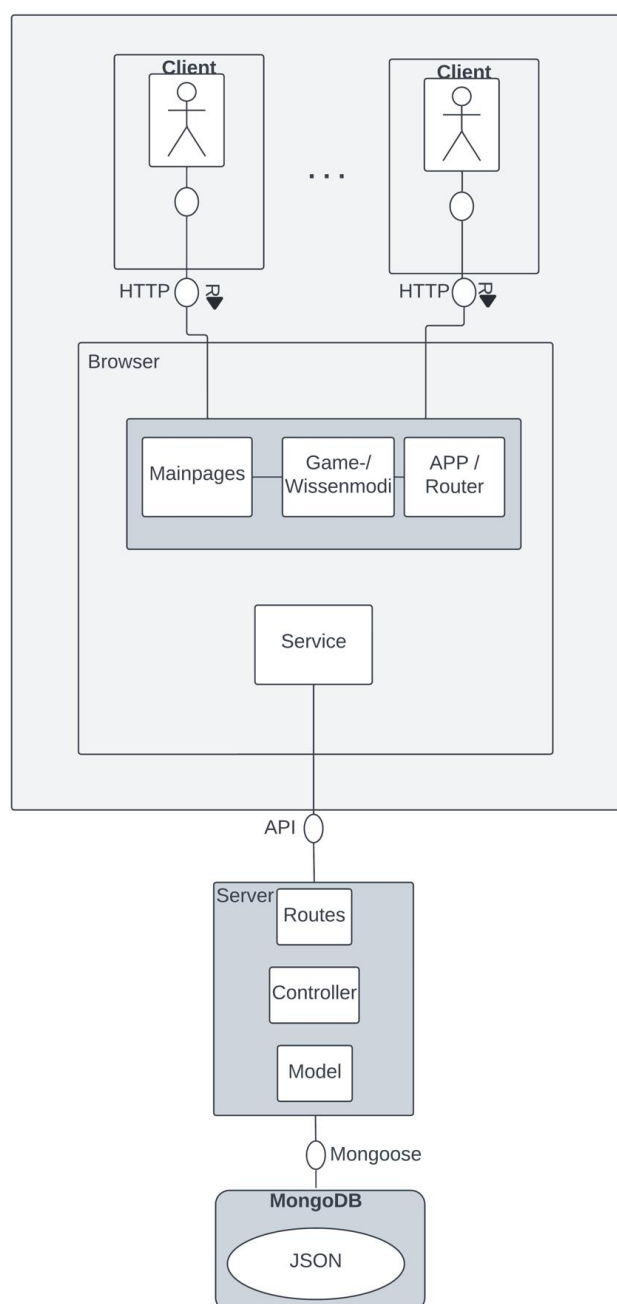 Client
Client
...
HTTP
R
HTTP
R
Browser
Mainpages
Game-/
Wissenmodi
APP /
Router
Service
API
Server
Routes
Controller
Model
Mongoose
MongoDB
JSON